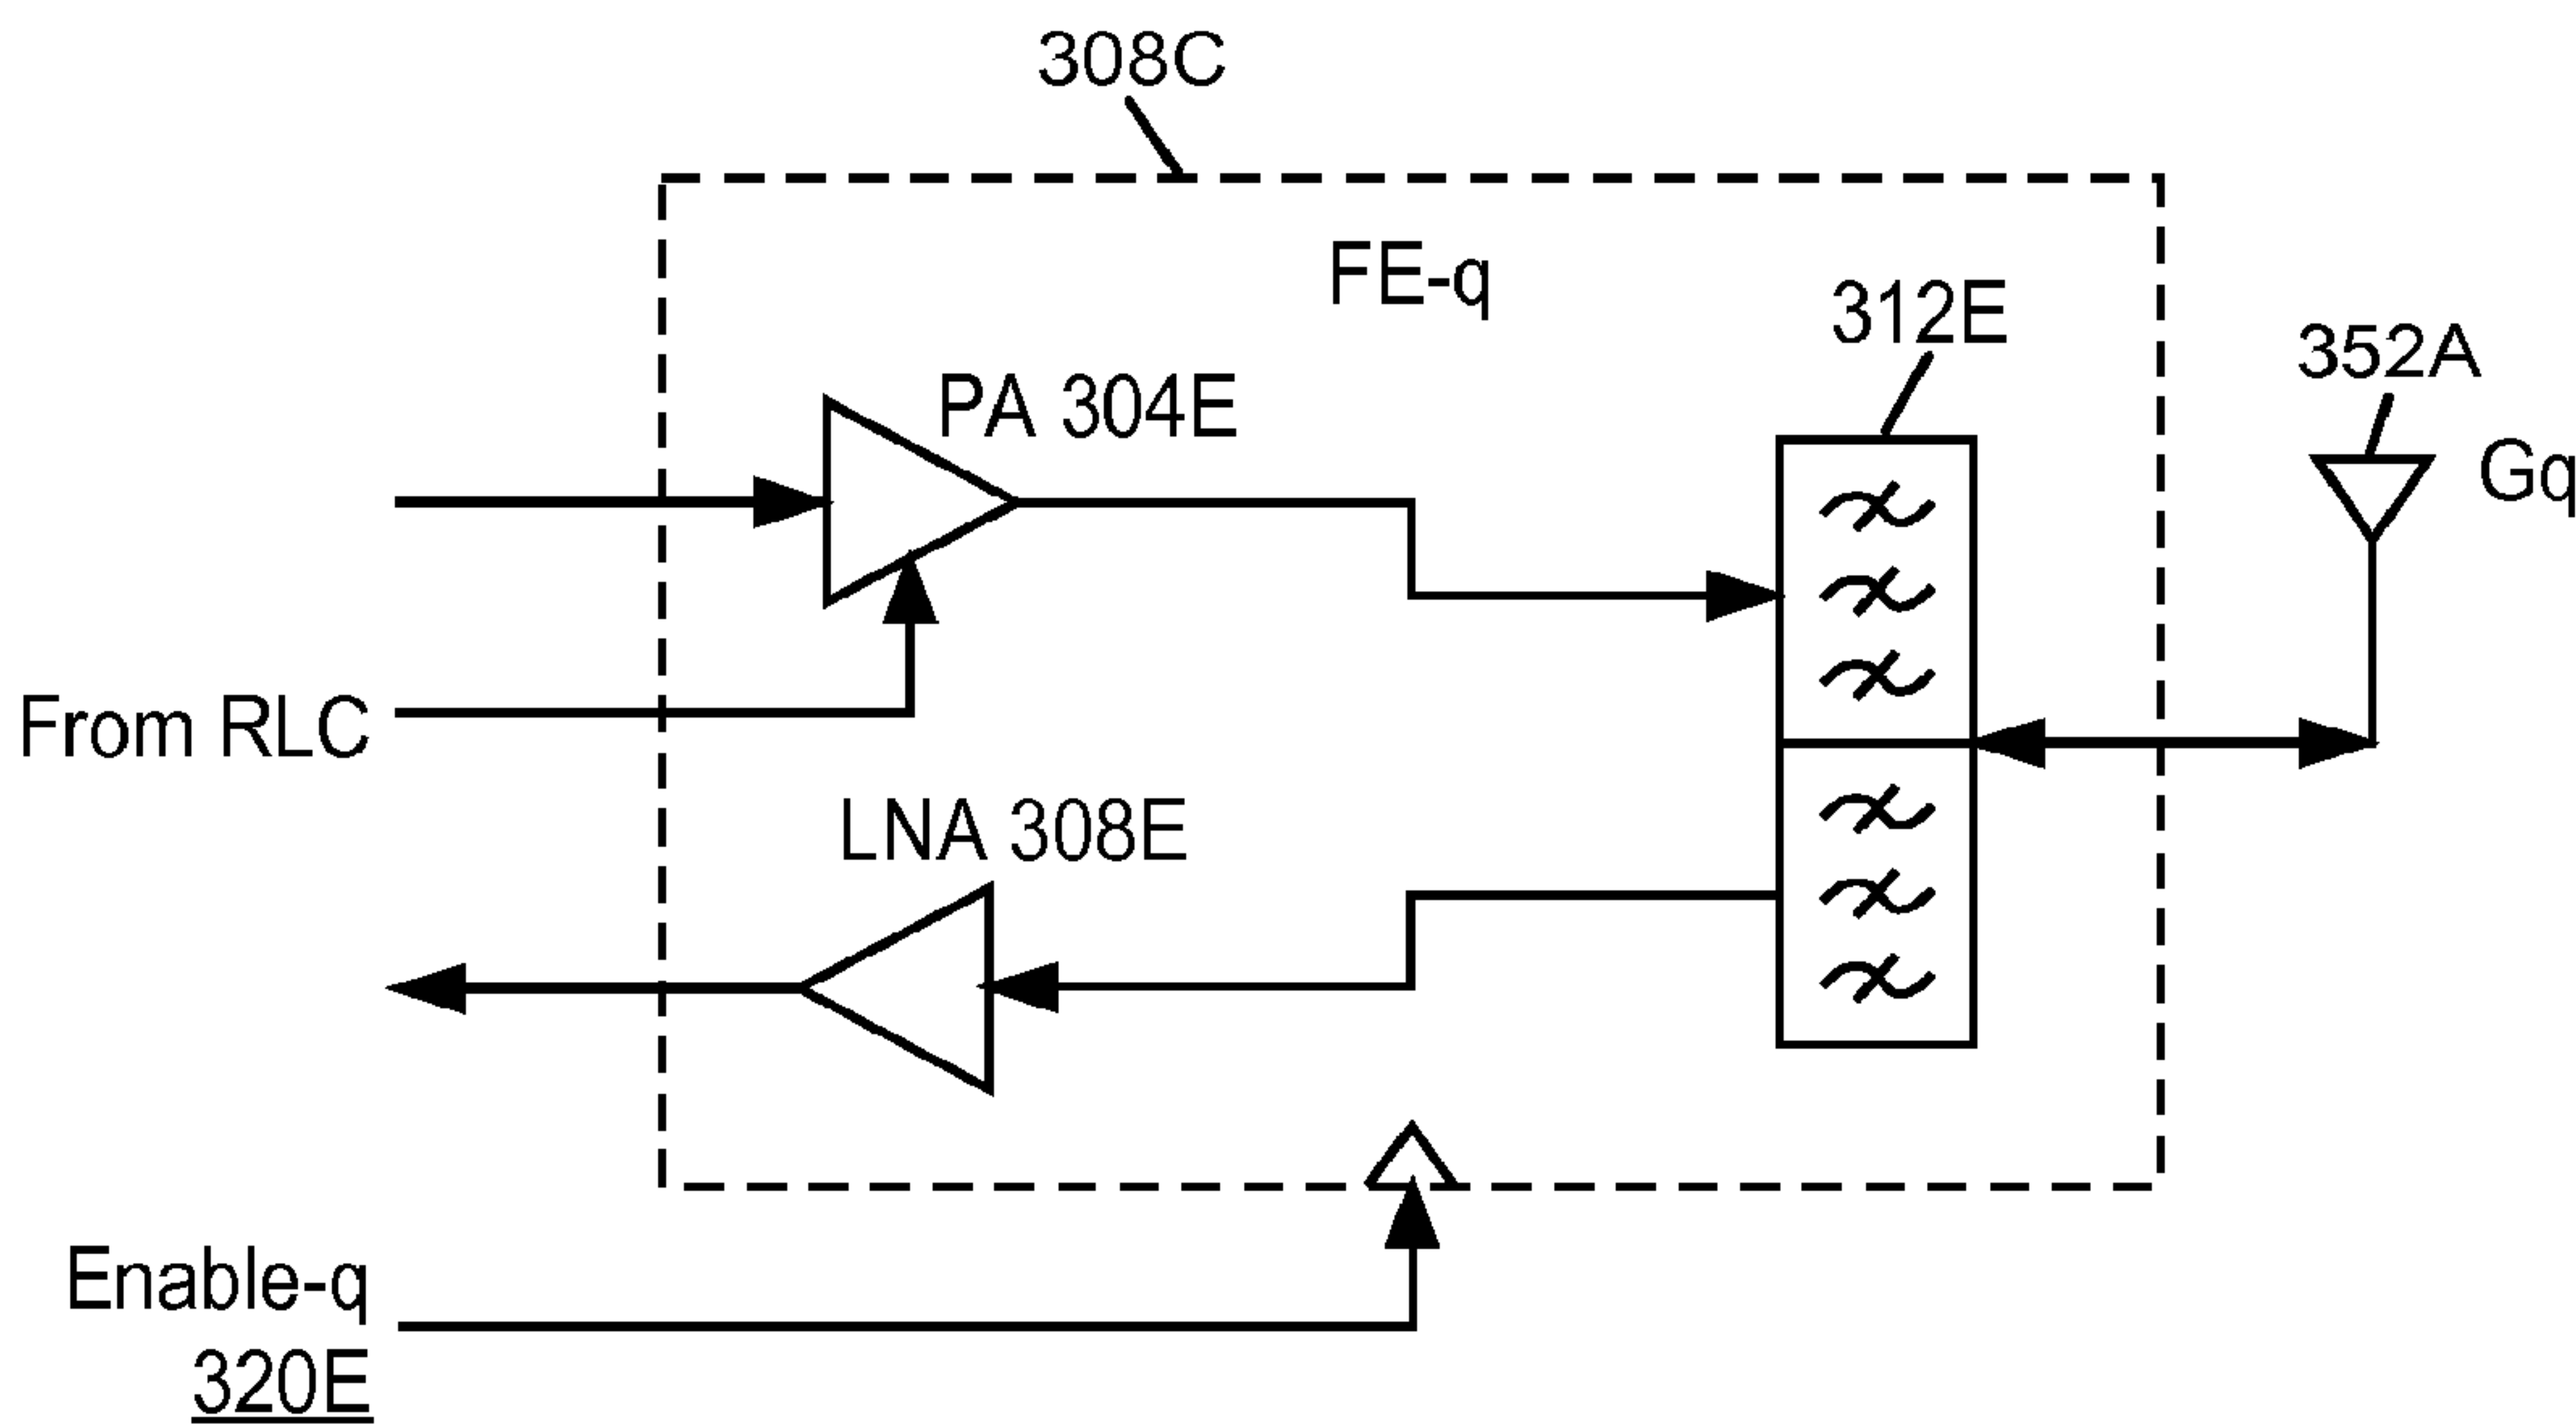 308C
FE-q
312E
352A
PA 304E
Gq
From RLC
LNA 308E
Enable-q
320E